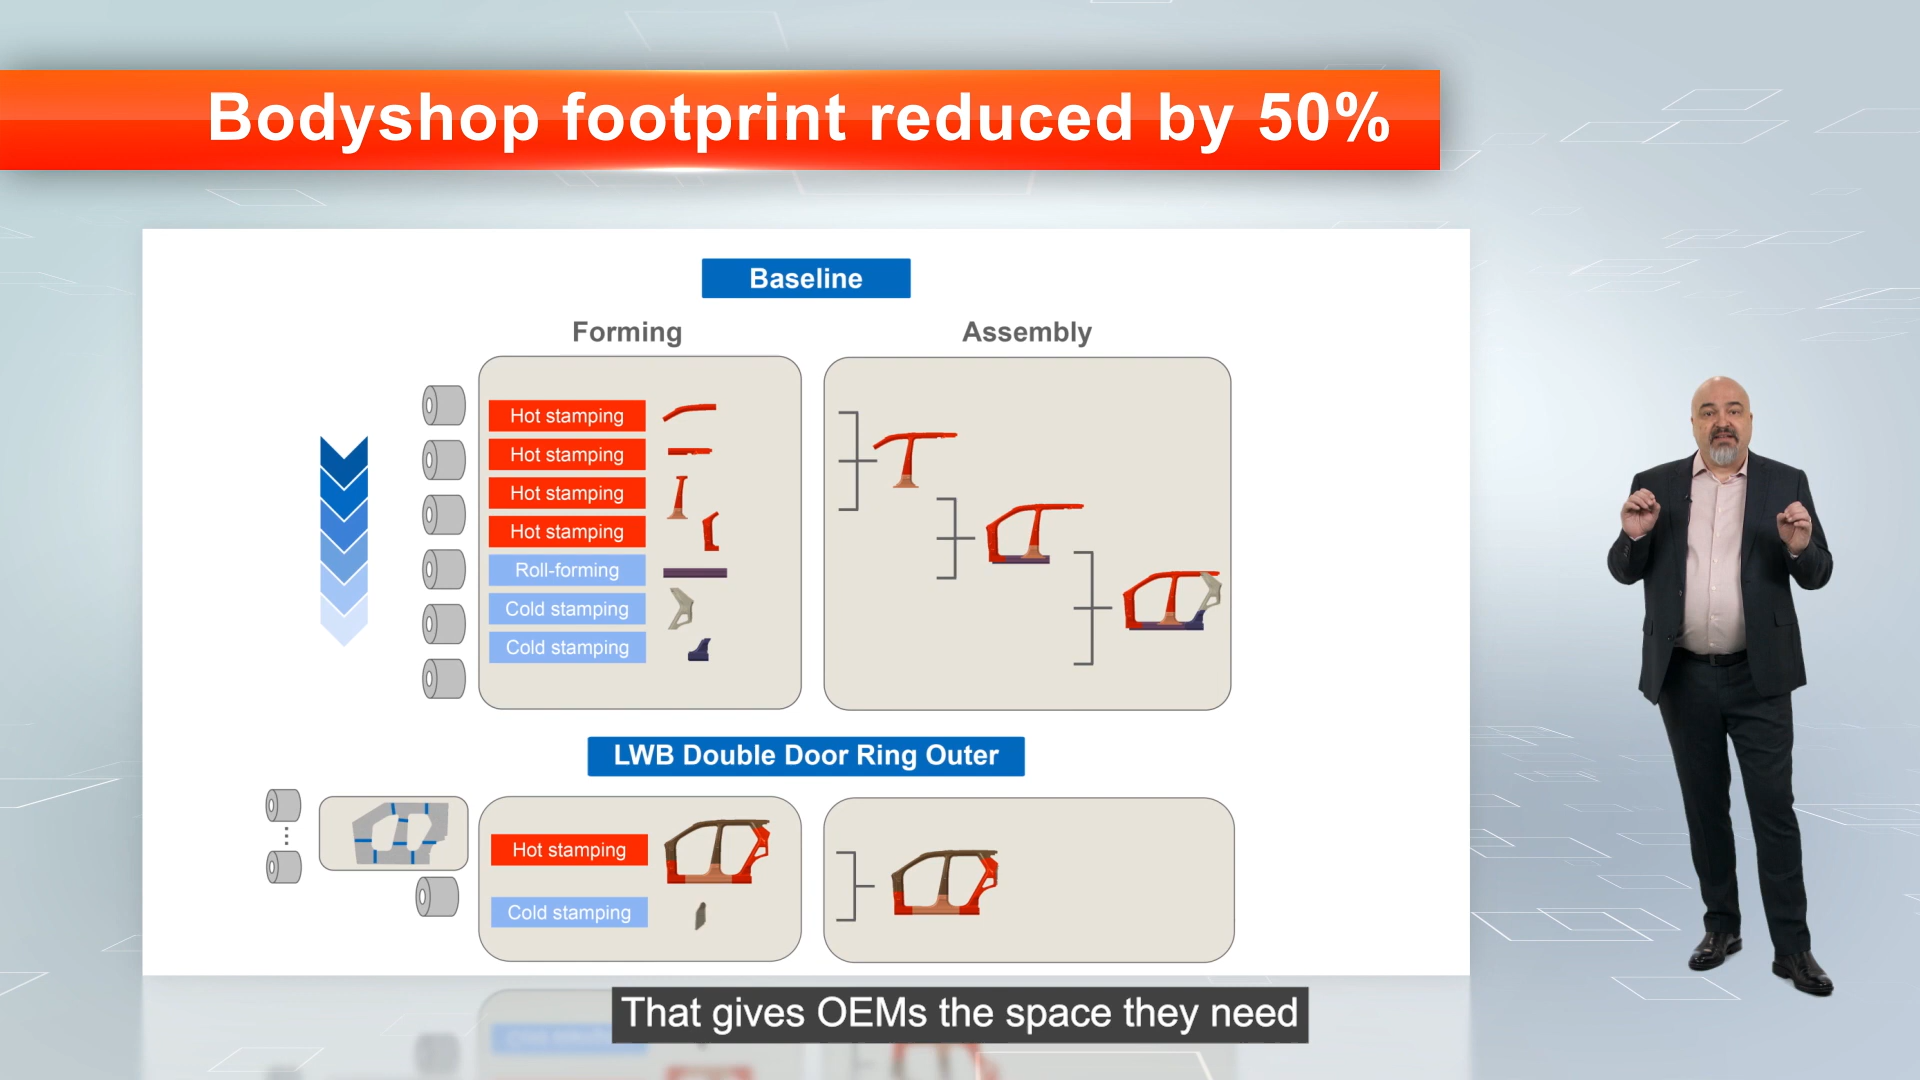 Bodyshop footprint reduced by 50%
Baseline
Forming
Assembly
Hot stamping
Hot stamping
Hot stamping
Hot stamping
Roll-forming
Cold stamping
Cold stamping
LWB Double Door Ring Outer
Hot stamping
Cold stamping
That gives OEMs the space they need